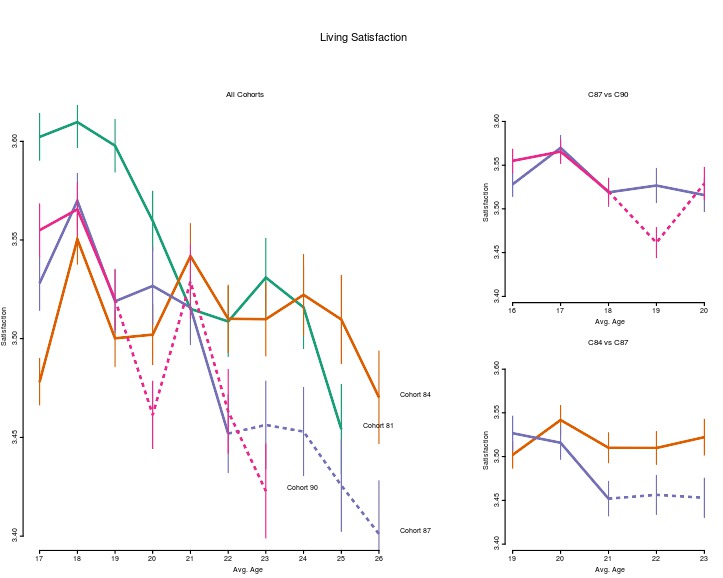 Living Satisfaction
All Cohorts
Satisfaction
3.60
3.55
3.50
3.45
3.40
17 18 19 20 21 22 23 24 25 26
Avg. Age
Cohort 84
Cohort 81
Cohort 90
Cohort 87
C87 vs C90
Satisfaction
3.60
3.55
3.50
3.45
3.40
16 17 18 19 20
Avg. Age
C84 vs C87
Satisfaction
3.60
3.55
3.50
3.45
3.40
19 20 21 22 23
Avg. Age